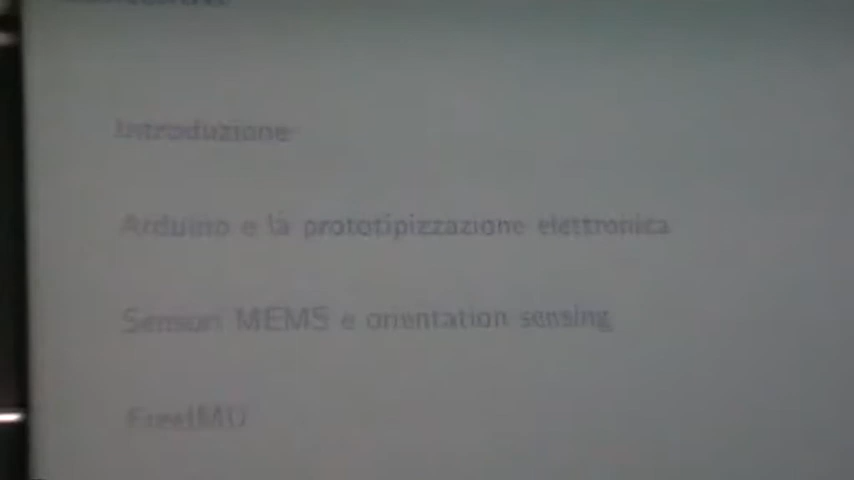 Introduzione
Arduino e la prototipizzazione elettronica
Sensori MEMS e orientation sensing
FreeIMU